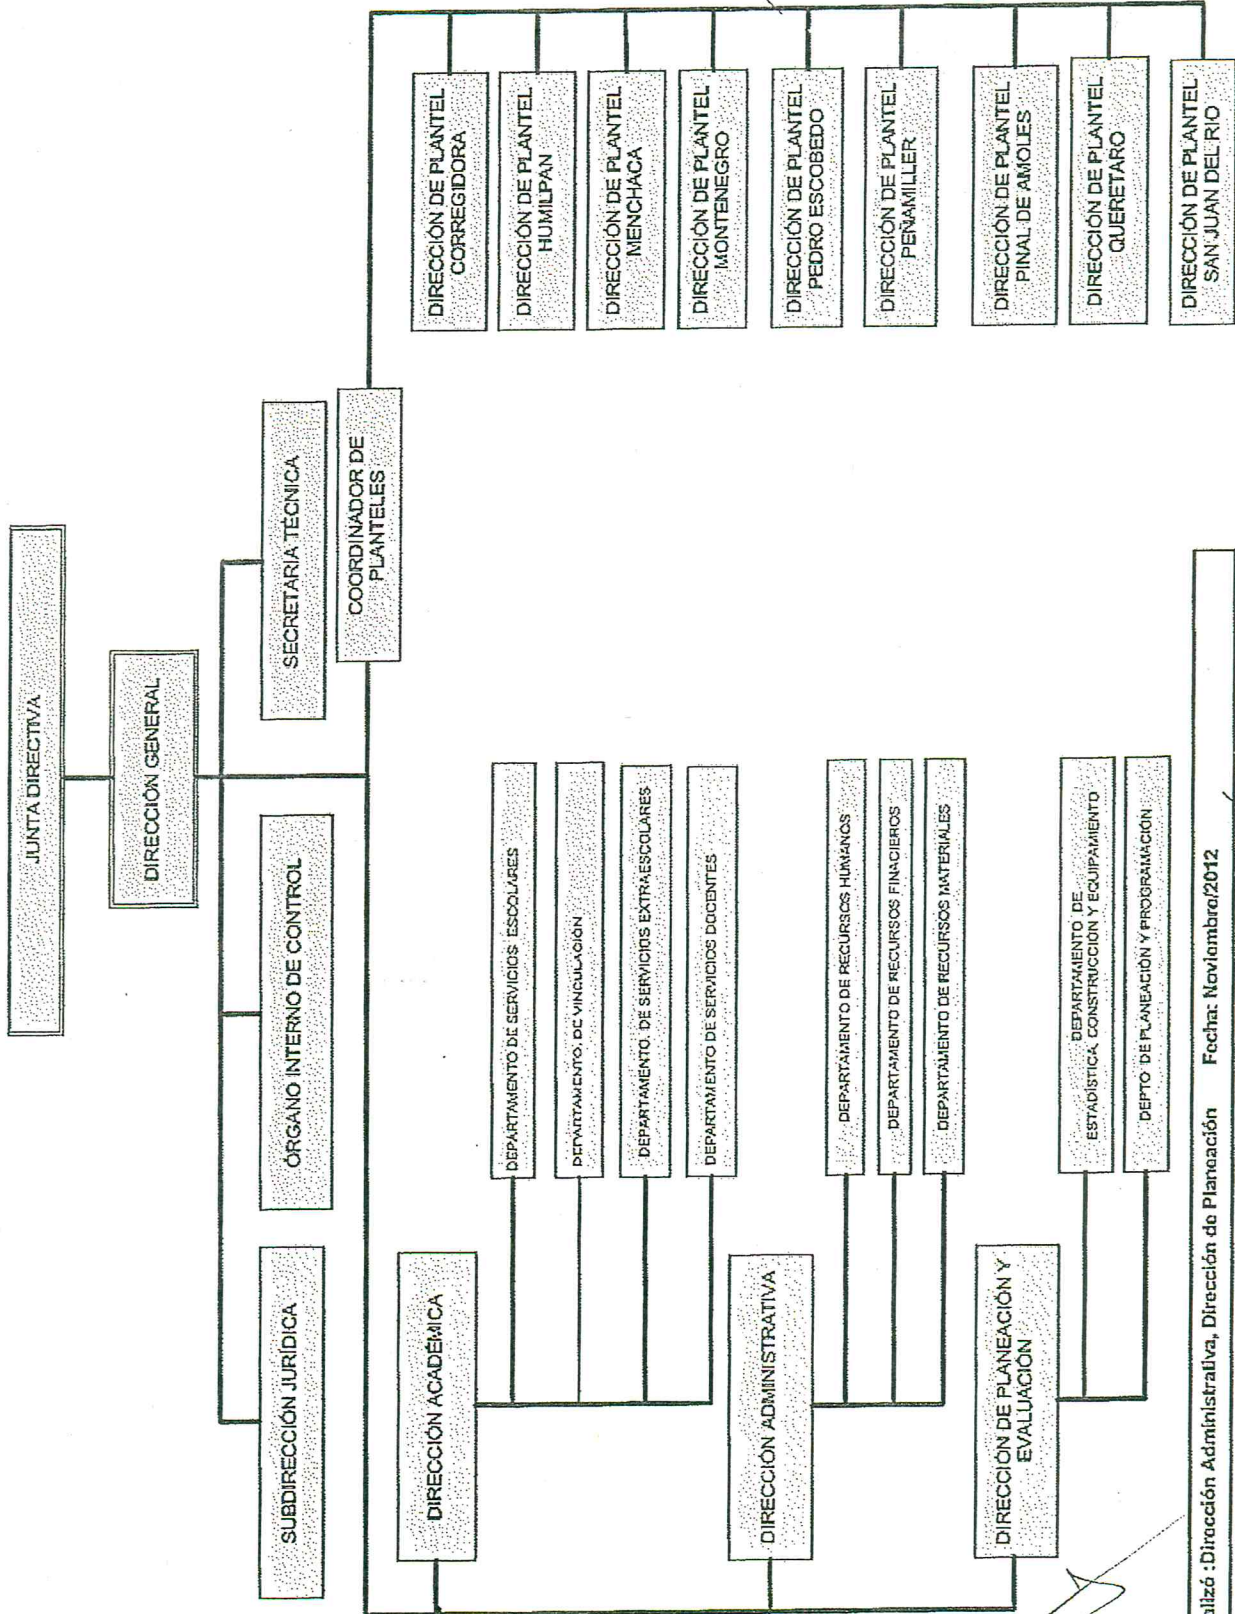 JUNTA DIRECTIVA
DIRECCIÓN GENERAL
SUBDIRECCIÓN JURÍDICA
ÓRGANO INTERNO DE CONTROL
SECRETARIA TÉCNICA
COORDINADOR DE
PLANTELES
DIRECCIÓN ACADÉMICA
DEPARTAMENTO DE SERVICIOS ESCOLARES
DEPARTAMENTO. DE VINCULACIÓN
DEPARTAMENTO. DE SERVICIOS EXTRAESCOLARES
DEPARTAMENTO DE SERVICIOS DOCENTES
DIRECCIÓN ADMINISTRATIVA
DEPARTAMENTO DE RECURSOS HUMANOS
DEPARTAMENTO DE RECURSOS FINACIEROS
DEPARTAMENTO DE RECURSOS MATERIALES
DIRECCIÓN DE PLANEACIÓN Y
EVALUACIÓN
DEPARTAMENTO DE
ESTADÍSTICA, CONSTRUCCIÓN Y EQUIPAMIENTO
DEPTO DE PLANEACIÓN Y PROGRAMACIÓN
DIRECCIÓN DE PLANTEL
CORREGIDORA
DIRECCIÓN DE PLANTEL
HUMILPAN
DIRECCIÓN DE PLANTEL
MENCHACA
DIRECCIÓN DE PLANTEL
MONTENEGRO
DIRECCIÓN DE PLANTEL
PEDRO ESCOBEDO
DIRECCIÓN DE PLANTEL
PEÑAMILLER
DIRECCIÓN DE PLANTEL
PINAL DE AMOLES
DIRECCIÓN DE PLANTEL
QUERETARO
DIRECCIÓN DE PLANTEL
SAN JUAN DEL RIO
alizó :Dirección Administrativa, Dirección de Planeación Fecha: Noviembre/2012